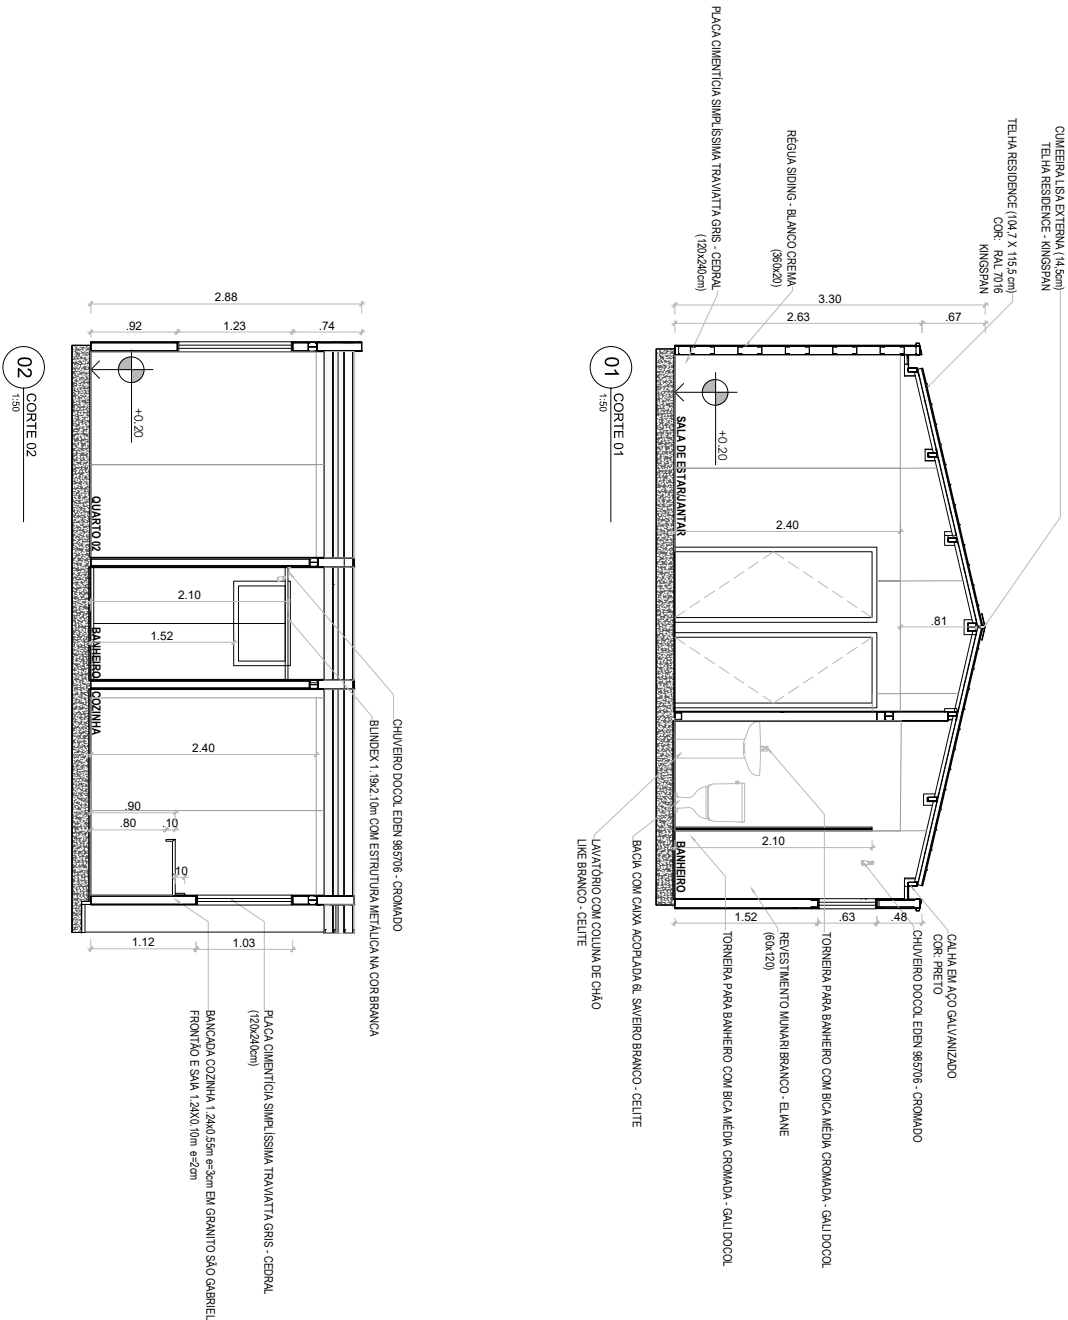 CUMEEIRA LISA EXTERNA (14,5cm)
TELHA RESIDENCE - KINGSPAN
TELHA RESIDENCE (104,7 X 115,5 cm)
COR: RAL 7016
KINGSPAN
RÉGUA SIDING - BLANCO CREMA
(360x20)
PLACA CIMENTÍCIA SIMPLÍSSIMA TRAVIATTA GRIS - CEDRAL
(120x240cm)
3.30
2.63
.67
+0.20
SALA DE ESTAR/JANTAR
2.40
.81
2.10
BANHEIRO
1.52
.63
.48
CALHA EM AÇO GALVANIZADO
COR: PRETO
CHUVEIRO DOCOL EDEN 985706 - CROMADO
TORNEIRA PARA BANHEIRO COM BICA MÉDIA CROMADA - GALI DOCOL
REVESTIMENTO MUNARI BRANCO - ELIANE
(60x120)
TORNEIRA PARA BANHEIRO COM BICA MÉDIA CROMADA - GALI DOCOL
BACIA COM CAIXA ACOPLADA 6L SAVEIRO BRANCO - CELITE
LAVATÓRIO COM COLUNA DE CHÃO
LIKE BRANCO - CELITE
01
CORTE 01
1:50
2.88
.92
1.23
.74
+0.20
QUARTO 02
2.10
1.52
BANHEIRO
COZINHA
2.40
.90
.80
.10
.10
1.12
1.03
CHUVEIRO DOCOL EDEN 985706 - CROMADO
BLINDEX 1.19x2.10m COM ESTRUTURA METÁLICA NA COR BRANCA
PLACA CIMENTÍCIA SIMPLÍSSIMA TRAVIATTA GRIS - CEDRAL
(120x240cm)
BANCADA COZINHA 1.24x0.55m e=3cm EM GRANITO SÃO GABRIEL
FRONTÃO E SAIA 1.24X0.10m e=2cm
02
CORTE 02
1:50